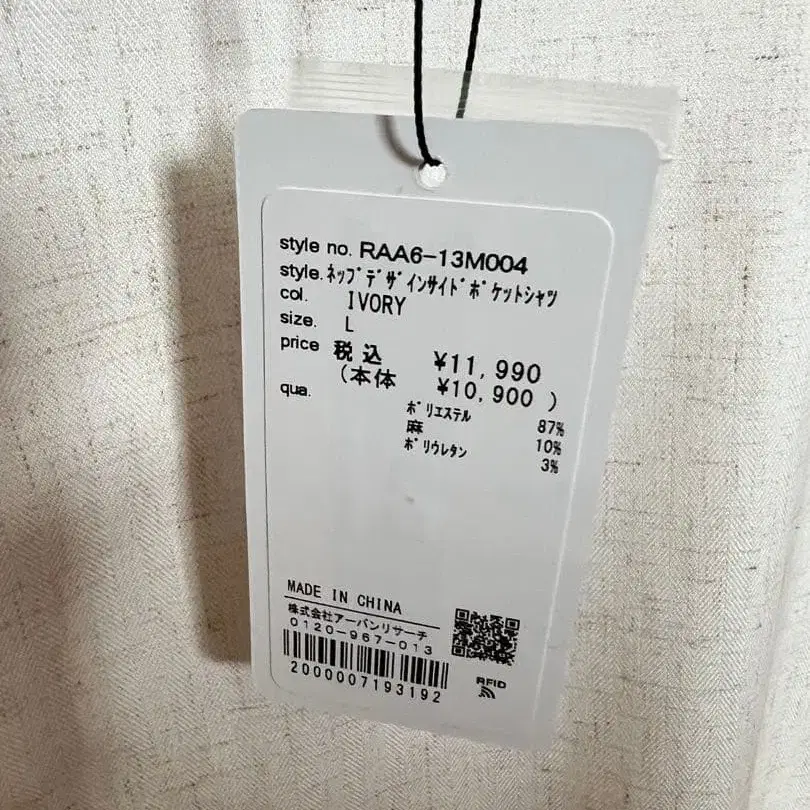 style no. RAA6-13M004
style. ﾈｯﾌﾟﾃﾞｻﾞｲﾝｻｲﾄﾞﾎﾟｹｯﾄｼｬﾂ
col. IVORY
size. L
price 税込 ¥11,990
(本体 ¥10,900 )
qua.
ﾎﾟﾘｴｽﾃﾙ 87%
麻 10%
ﾎﾟﾘｳﾚﾀﾝ 3%
MADE IN CHINA
株式会社アーバンリサーチ
0120-967-013
2000007193192
RFID